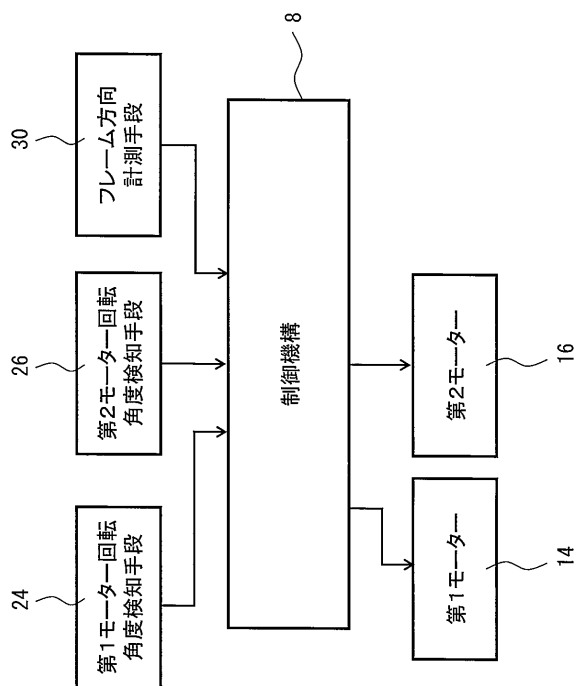 24
第1モーター回転
角度検知手段
26
第2モーター回転
角度検知手段
30
フレーム方向
計測手段
制御機構
8
第1モーター
14
第2モーター
16